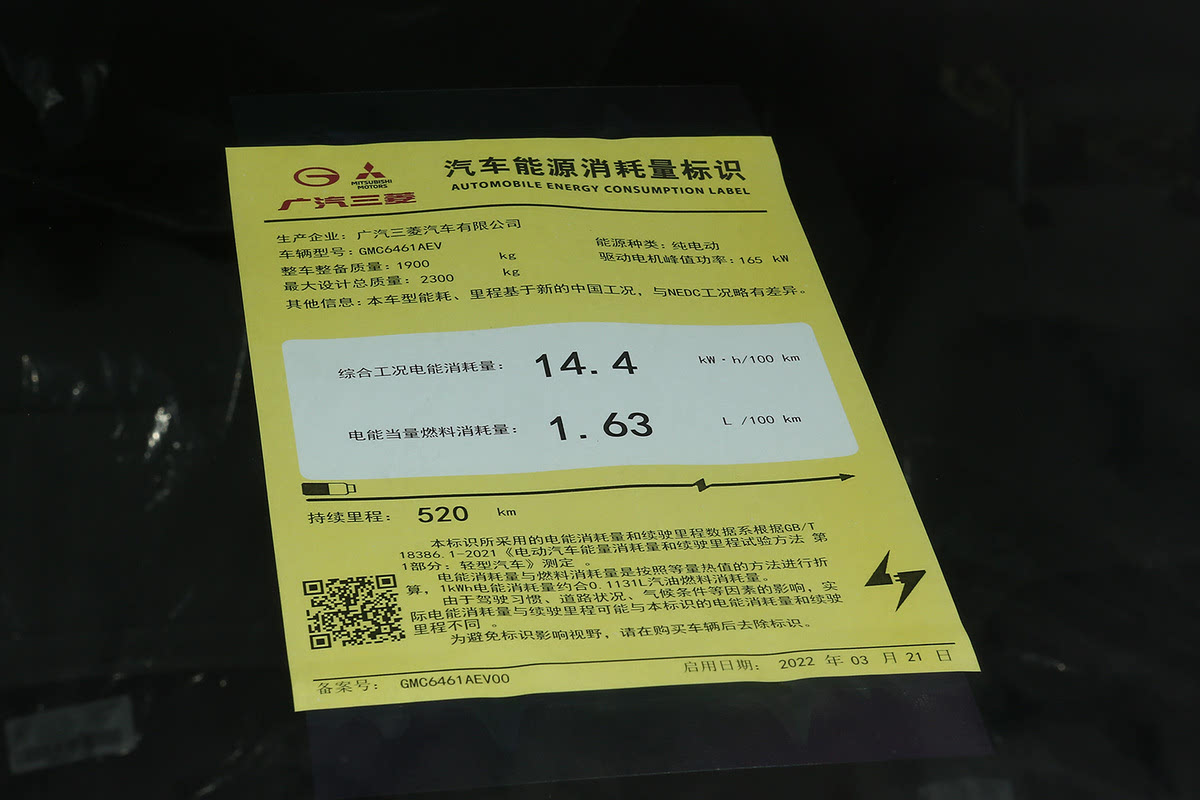 汽车能源消耗量标识
MITSUBISHI
MOTORS
AUTOMOBILE ENERGY CONSUMPTION LABEL
广汽三菱
生产企业：广汽三菱汽车有限公司
车辆型号：GMC6461AEV 能源种类：纯电动
整车整备质量：1900 kg 驱动电机峰值功率：165 kW
最大设计总质量：2300 kg
其他信息：本车型能耗、里程基于新的中国工况，与NEDC工况略有差异。
综合工况电能消耗量： 14.4 kW·h/100 km
电能当量燃料消耗量： 1.63 L /100 km
持续里程： 520 km
本标识所采用的电能消耗量和续驶里程数据系根据GB/T
18386.1-2021《电动汽车能量消耗量和续驶里程试验方法 第
1部分：轻型汽车》测定 。
电能消耗量与燃料消耗量是按照等量热值的方法进行折
算，1kWh电能消耗量约合0.1131L汽油燃料消耗量。
由于驾驶习惯、道路状况、气候条件等因素的影响，实
际电能消耗量与续驶里程可能与本标识的电能消耗量和续驶
里程不同 。
为避免标识影响视野，请在购买车辆后去除标识。
备案号： GMC6461AEV00 启用日期： 2022 年 03 月 21 日